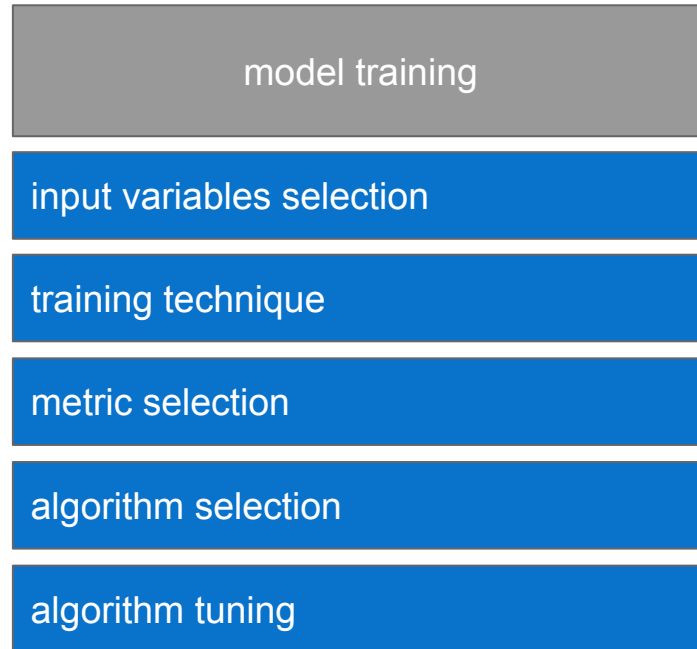 model training
input variables selection
training technique
metric selection
algorithm selection
algorithm tuning